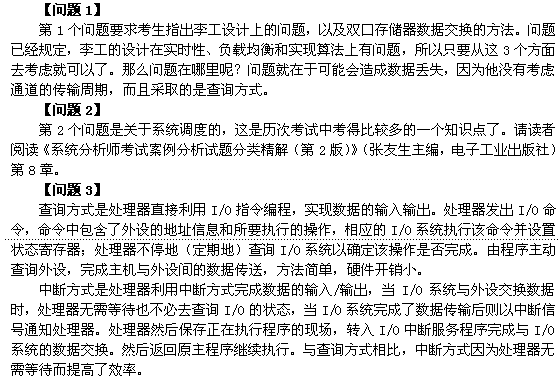 【问题 1】
第 1 个问题要求考生指出李工设计上的问题，以及双口存储器数据交换的方法。问题
已经规定，李工的设计在实时性、负载均衡和实现算法上有问题，所以只要从这 3 个方面
去考虑就可以了。那么问题在哪里呢？问题就在于可能会造成数据丢失，因为他没有考虑
通道的传输周期，而且采取的是查询方式。
【问题 2】
第 2 个问题是关于系统调度的，这是历次考试中考得比较多的一个知识点了。请读者
阅读《系统分析师考试案例分析试题分类精解（第 2 版）》（张友生主编，电子工业出版社）
第 8 章。
【问题 3】
查询方式是处理器直接利用 I/O 指令编程，实现数据的输入输出。处理器发出 I/O 命
令，命令中包含了外设的地址信息和所要执行的操作，相应的 I/O 系统执行该命令并设置
状态寄存器；处理器不停地（定期地）查询 I/O 系统以确定该操作是否完成。由程序主动
查询外设，完成主机与外设间的数据传送，方法简单，硬件开销小。
中断方式是处理器利用中断方式完成数据的输入/输出，当 I/O 系统与外设交换数据
时，处理器无需等待也不必去查询 I/O 的状态，当 I/O 系统完成了数据传输后则以中断信
号通知处理器。处理器然后保存正在执行程序的现场，转入 I/O 中断服务程序完成与 I/O
系统的数据交换。然后返回原主程序继续执行。与查询方式相比，中断方式因为处理器无
需等待而提高了效率。